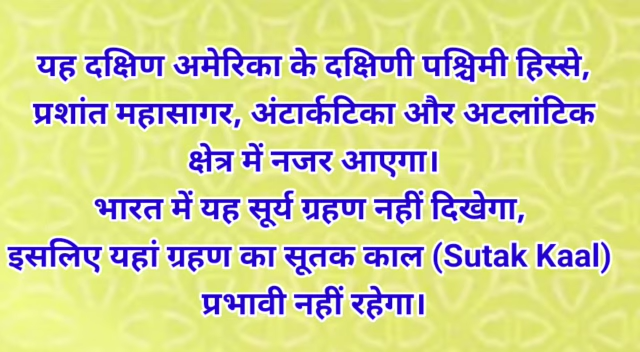 यह दक्षिण अमेरिका के दक्षिणी पश्चिमी हिस्से,
प्रशांत महासागर, अंटार्कटिका और अटलांटिक
क्षेत्र में नजर आएगा।
भारत में यह सूर्य ग्रहण नहीं दिखेगा,
इसलिए यहां ग्रहण का सूतक काल (Sutak Kaal)
प्रभावी नहीं रहेगा।